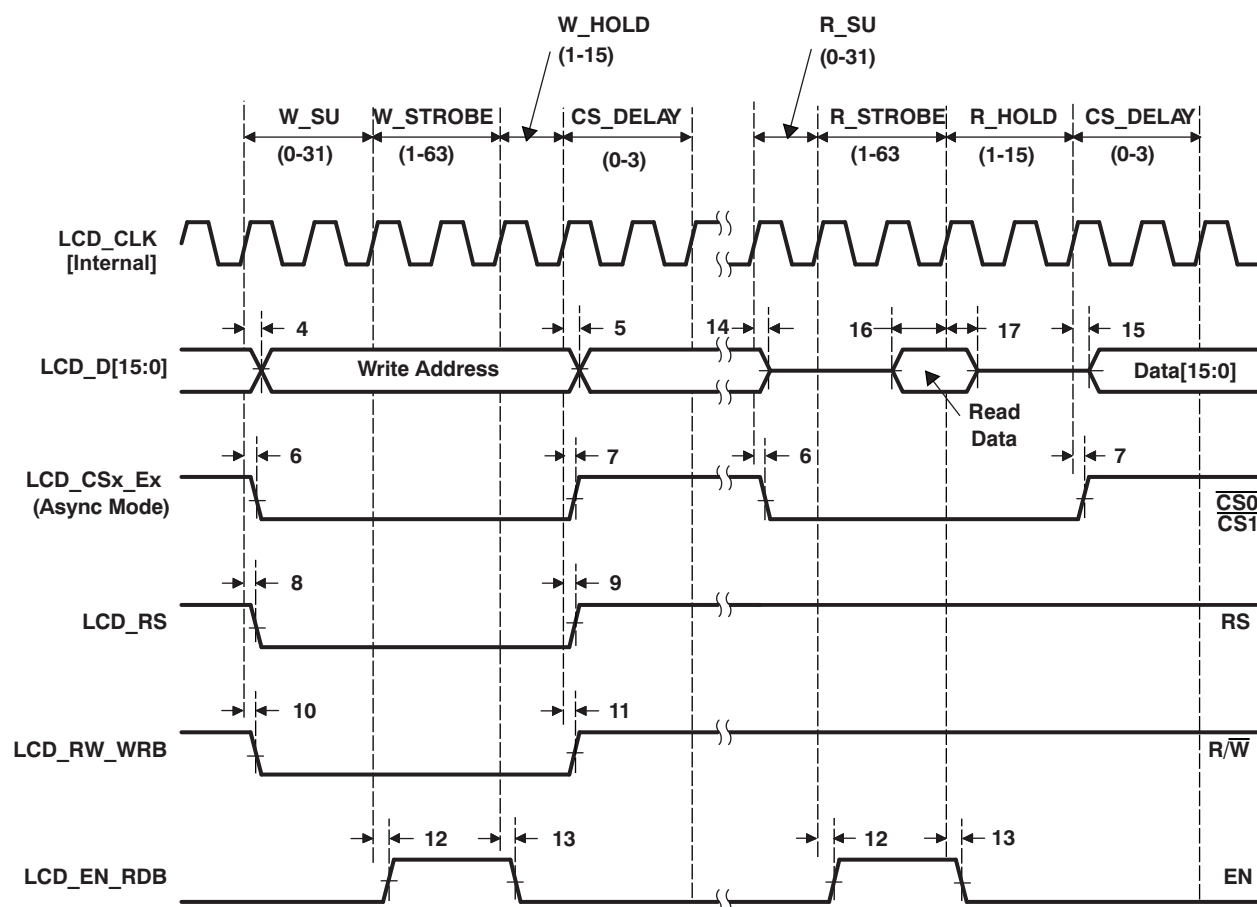 W_HOLD
(1-15)
R_SU
(0-31)
W_SU
W_STROBE
CS_DELAY
R_STROBE
R_HOLD
CS_DELAY
(0-31)
(1-63)
(0-3)
(1-63
(1-15)
(0-3)
LCD_CLK
[Internal]
4
5
14
16
17
15
LCD_D[15:0]
Write Address
Data[15:0]
Read
Data
6
7
6
7
LCD_CSx_Ex
(Async Mode)
CS0
CS1
8
9
LCD_RS
RS
10
11
LCD_RW_WRB
R/W
12
13
12
13
LCD_EN_RDB
EN